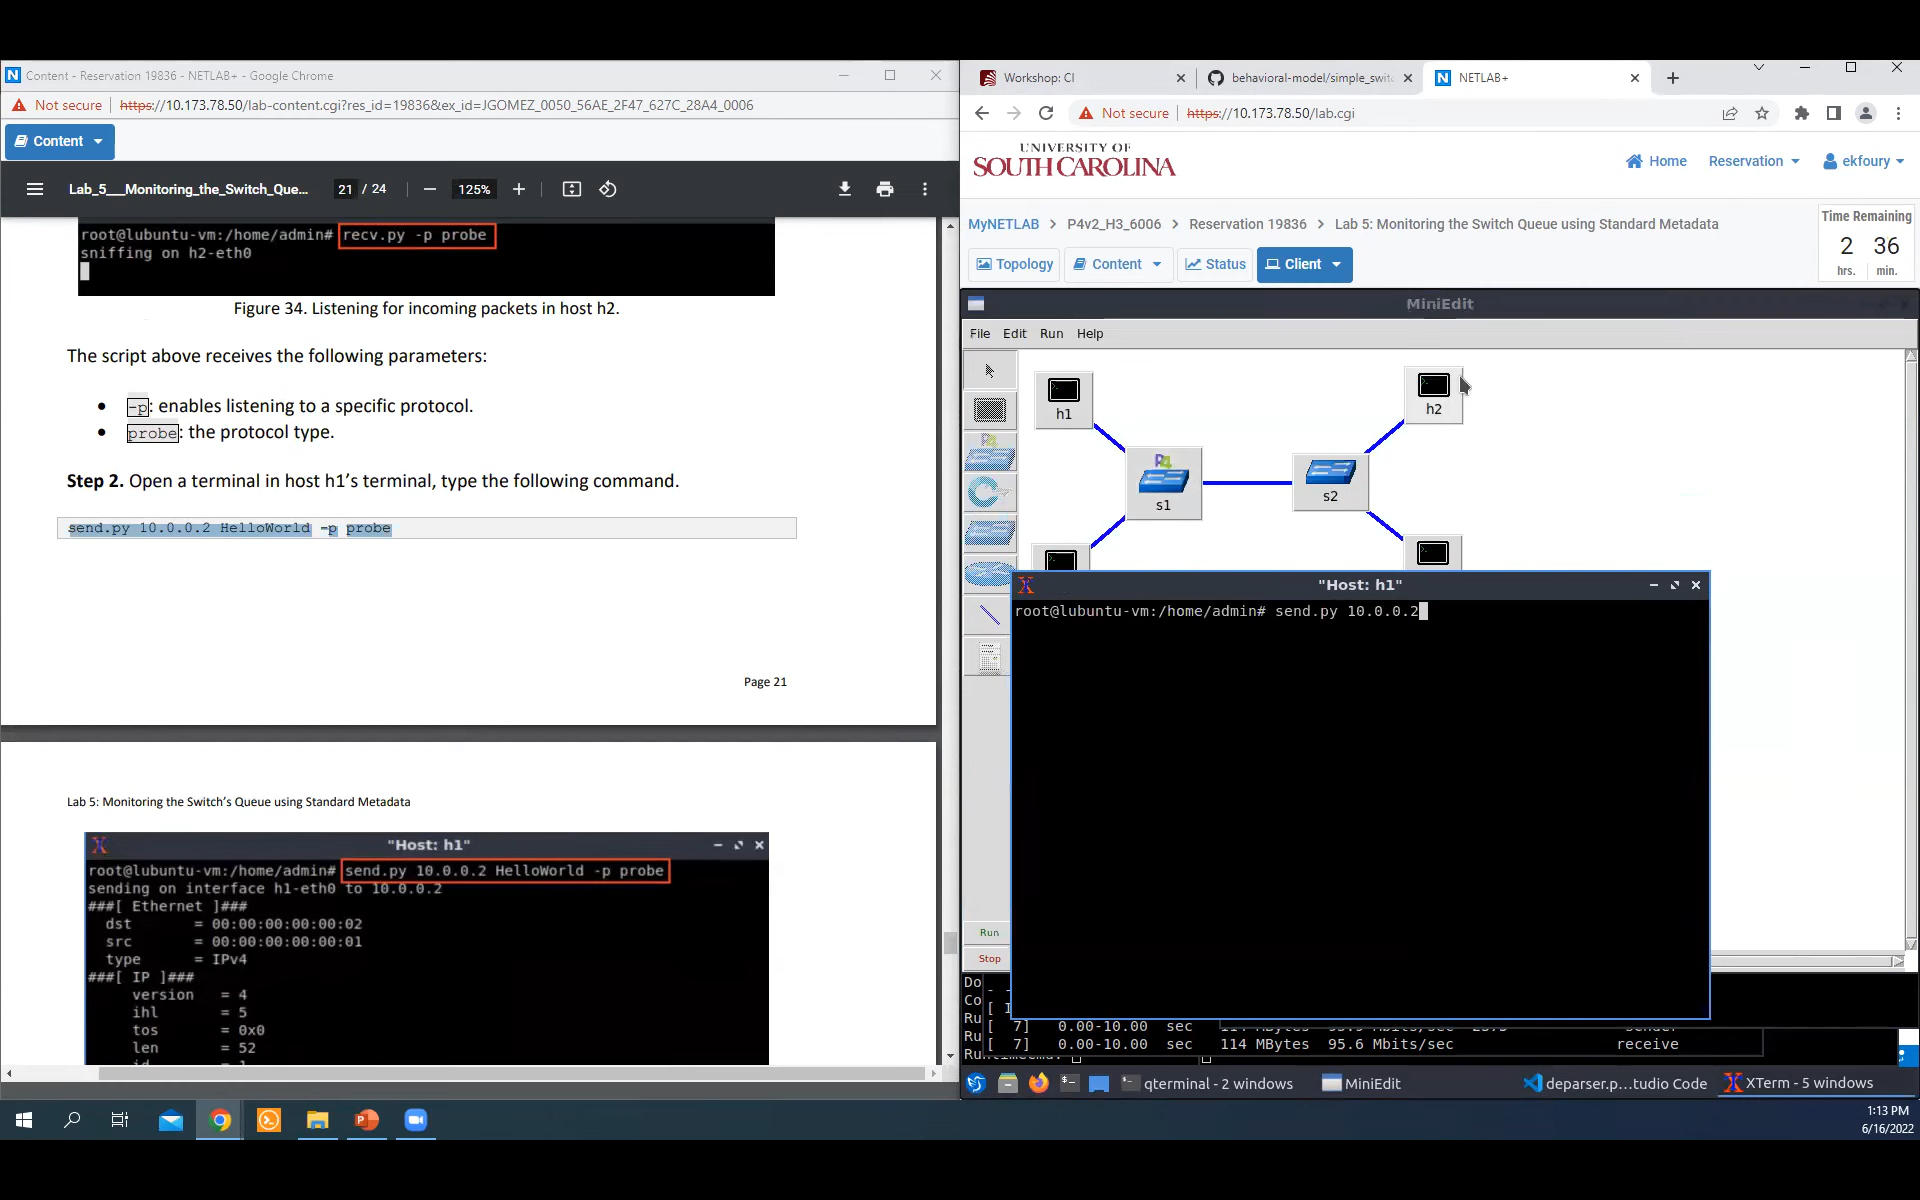 Content - Reservation 19836 - NETLAB+ - Google Chrome
Not secure https://10.173.78.50/lab-content.cgi?res_id=19836&ex_id=JGOMEZ_0050_56AE_2F47_627C_28A4_0006
Content
Lab_5__Monitoring_the_Switch_Que... 21 / 24 125%
root@lubuntu-vm:/home/admin# recv.py -p probe
sniffing on h2-eth0
Figure 34. Listening for incoming packets in host h2.
The script above receives the following parameters:
• -p: enables listening to a specific protocol.
• probe: the protocol type.
Step 2. Open a terminal in host h1’s terminal, type the following command.
send.py 10.0.0.2 HelloWorld -p probe
Page 21
Lab 5: Monitoring the Switch’s Queue using Standard Metadata
"Host: h1"
root@lubuntu-vm:/home/admin# send.py 10.0.0.2 HelloWorld -p probe
sending on interface h1-eth0 to 10.0.0.2
###[ Ethernet ]###
dst = 00:00:00:00:00:02
src = 00:00:00:00:00:01
type = IPv4
###[ IP ]###
version = 4
ihl = 5
tos = 0x0
len = 52
Workshop: CI
behavioral-model/simple_swit
NETLAB+
Not secure https://10.173.78.50/lab.cgi
UNIVERSITY OF
SOUTH CAROLINA
Home Reservation ekfoury
MyNETLAB > P4v2_H3_6006 > Reservation 19836 > Lab 5: Monitoring the Switch Queue using Standard Metadata
Time Remaining
2 36
hrs. min.
Topology Content Status Client
MiniEdit
File Edit Run Help
h1
h2
P4
s1
s2
P4
"Host: h1"
root@lubuntu-vm:/home/admin# send.py 10.0.0.2
Run
Stop
Do
Co
Ru
[ 7] 0.00-10.00 sec
Ru
[ 7] 0.00-10.00 sec 114 MBytes 95.6 Mbits/sec receive
qterminal - 2 windows
MiniEdit
deparser.p...tudio Code
XTerm - 5 windows
1:13 PM
6/16/2022